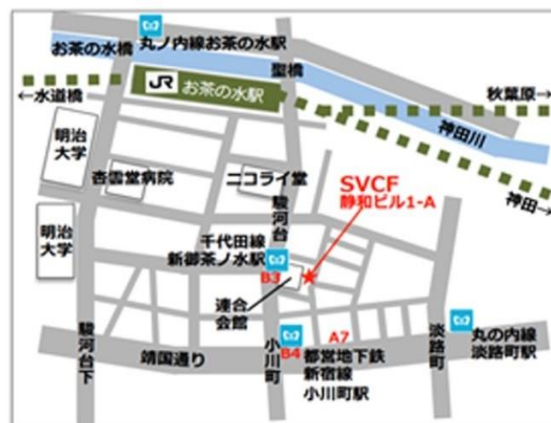 丸ノ内線お茶の水駅
お茶の水橋
聖橋
JR お茶の水駅
←水道橋
秋葉原→
神田川
神田→
明治
大学
杏雲堂病院
ニコライ堂
SVCF
静和ビル1-A
駿河台
明治
大学
千代田線
新御茶ノ水駅
B3
連合
会館
駿河台下
靖国通り
小川町
B4
A7
都営地下鉄
新宿線
小川町駅
淡路町
丸の内線
淡路町駅